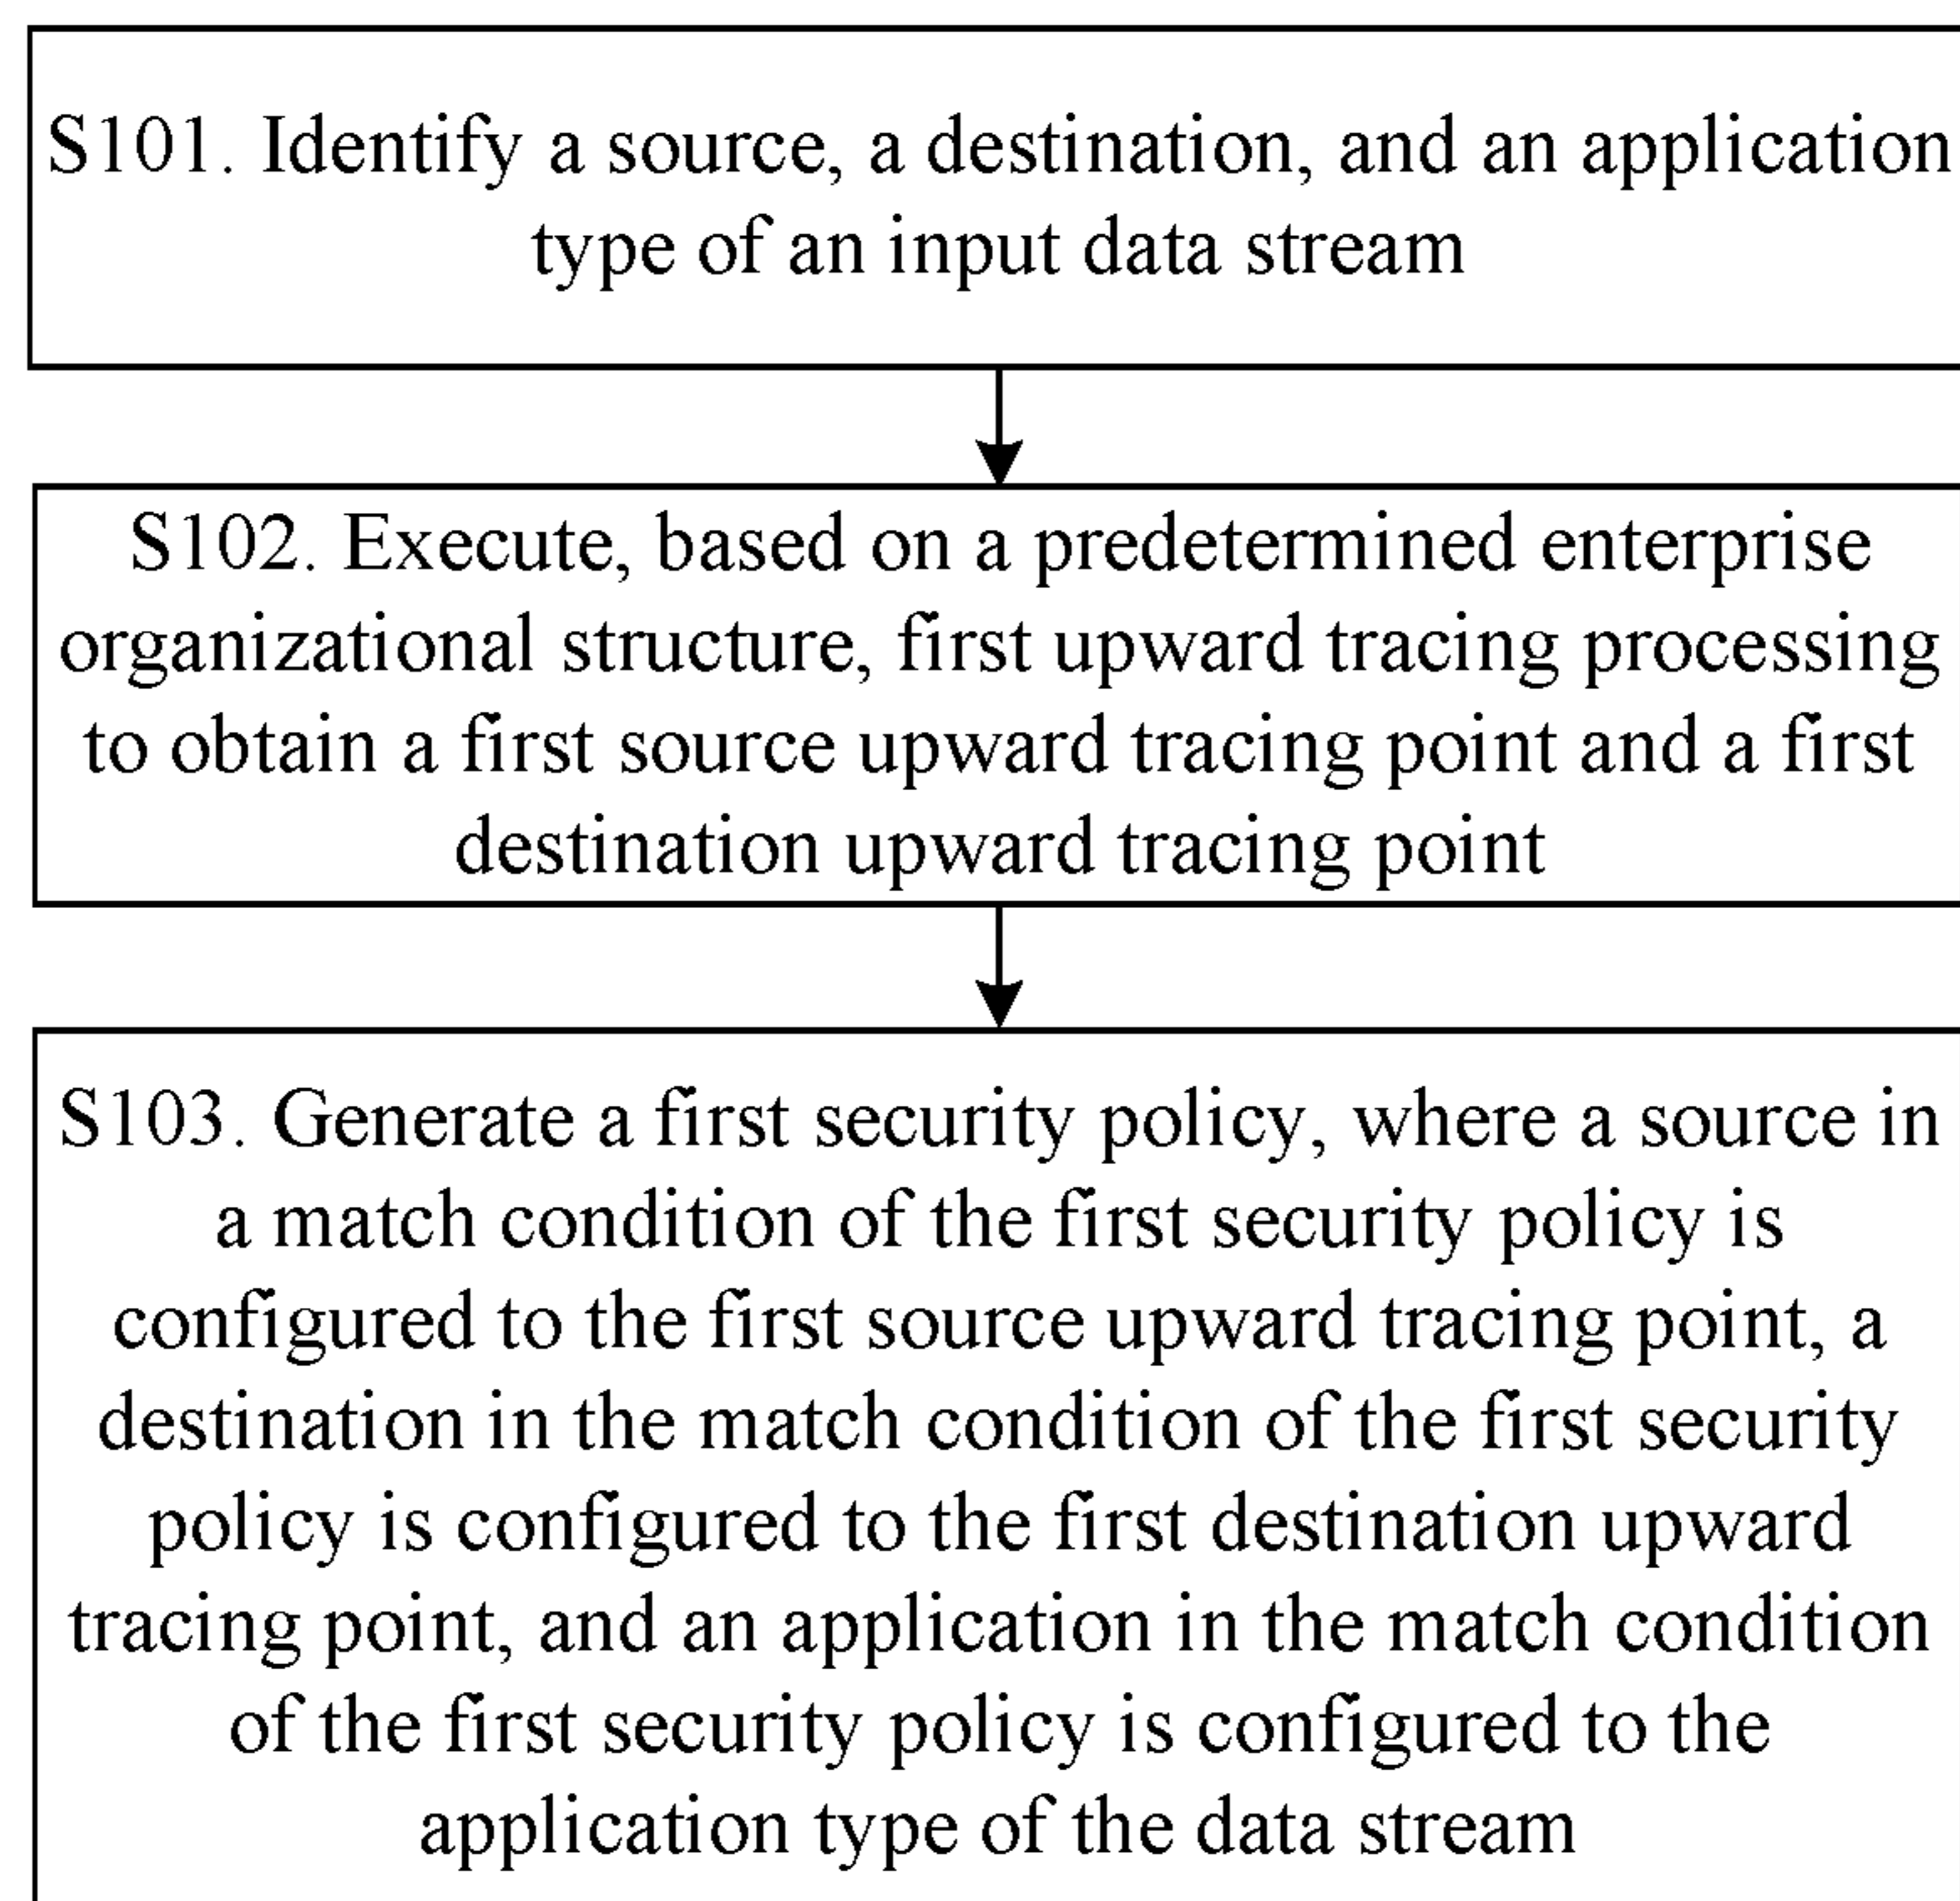 S101. Identify a source, a destination, and an application
type of an input data stream
S102. Execute, based on a predetermined enterprise
organizational structure, first upward tracing processing
to obtain a first source upward tracing point and a first
destination upward tracing point
S103. Generate a first security policy, where a source in
a match condition of the first security policy is
configured to the first source upward tracing point, a
destination in the match condition of the first security
policy is configured to the first destination upward
tracing point, and an application in the match condition
of the first security policy is configured to the
application type of the data stream